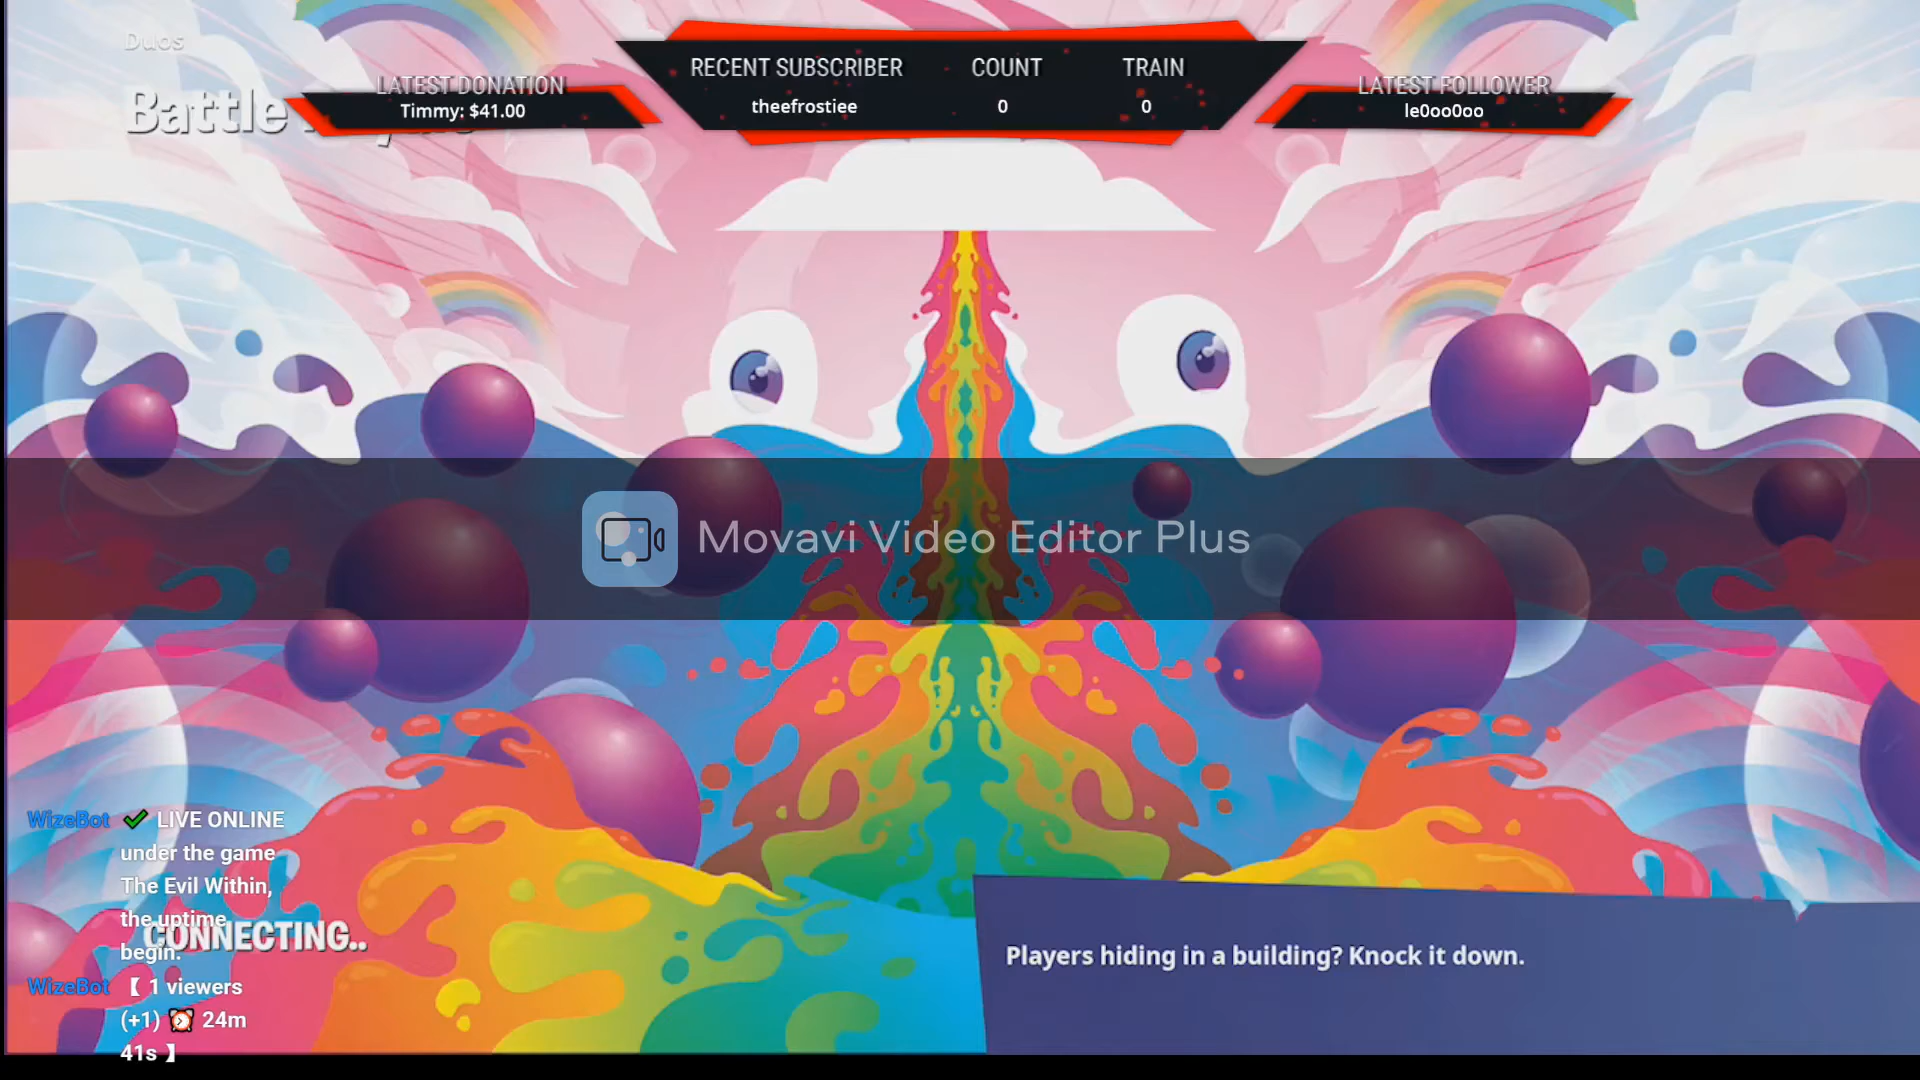 Duos
Battle
LATEST DONATION
Timmy: $41.00
RECENT SUBSCRIBER COUNT TRAIN
theefrostiee 0 0
LATEST FOLLOWER
le0oo0oo
Movavi Video Editor Plus
WizeBot ✔ LIVE ONLINE
under the game
The Evil Within,
the uptime
begin.
CONNECTING..
WizeBot 【 1 viewers
(+1) ⏰ 24m
41s 】
Players hiding in a building? Knock it down.